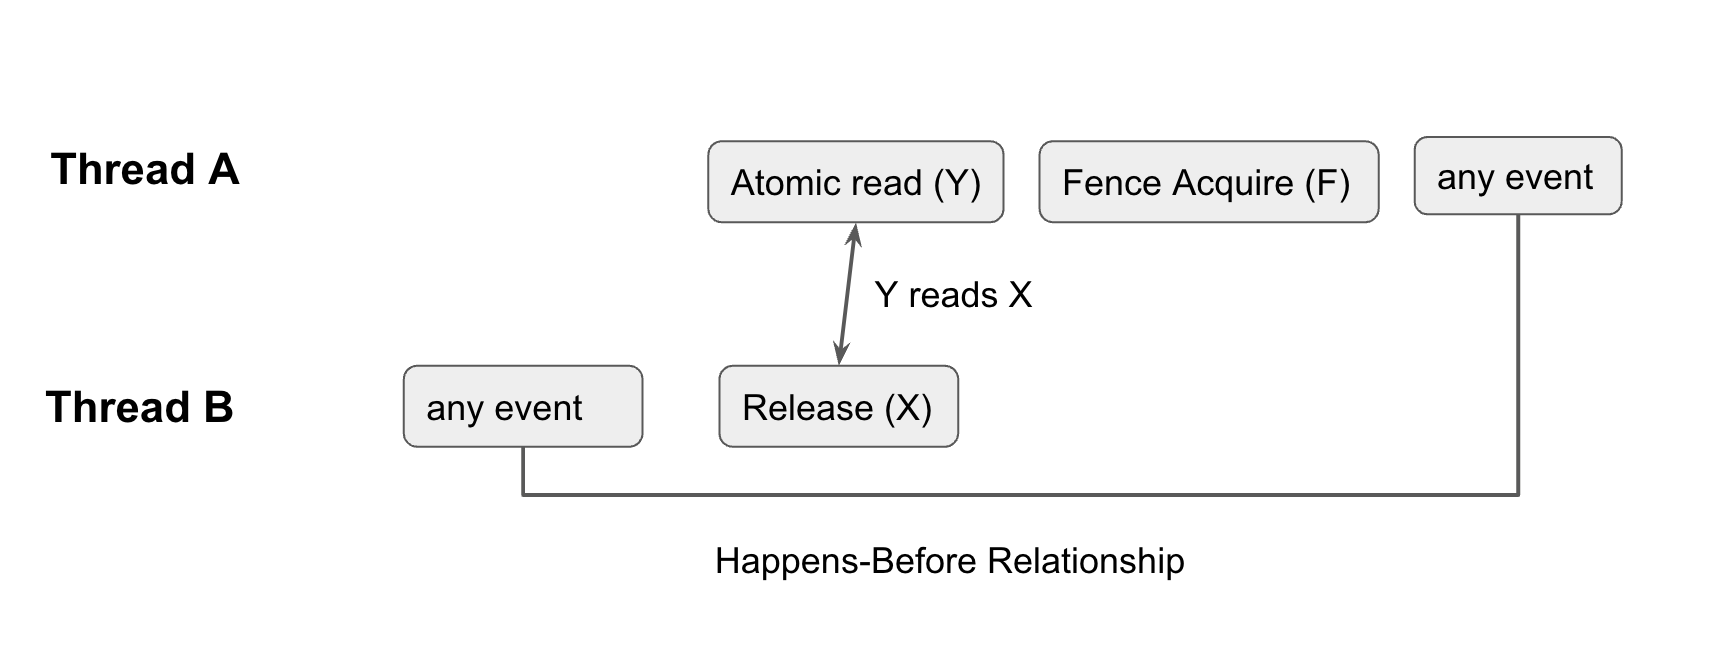 Thread A
Atomic read (Y)
Fence Acquire (F)
any event
Y reads X
Thread B
any event
Release (X)
Happens-Before Relationship